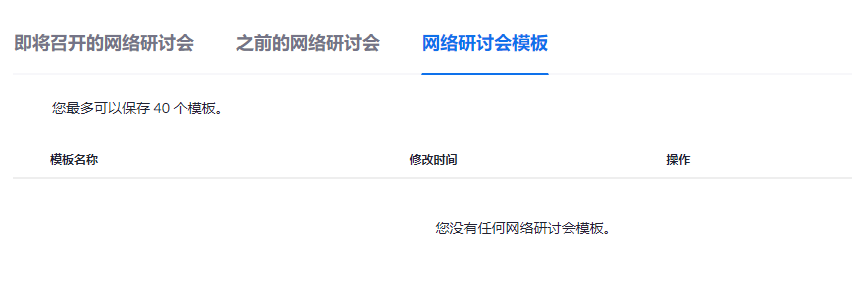 即将召开的网络研讨会 之前的网络研讨会 网络研讨会模板
您最多可以保存 40 个模板。
模板名称 修改时间 操作
您没有任何网络研讨会模板。